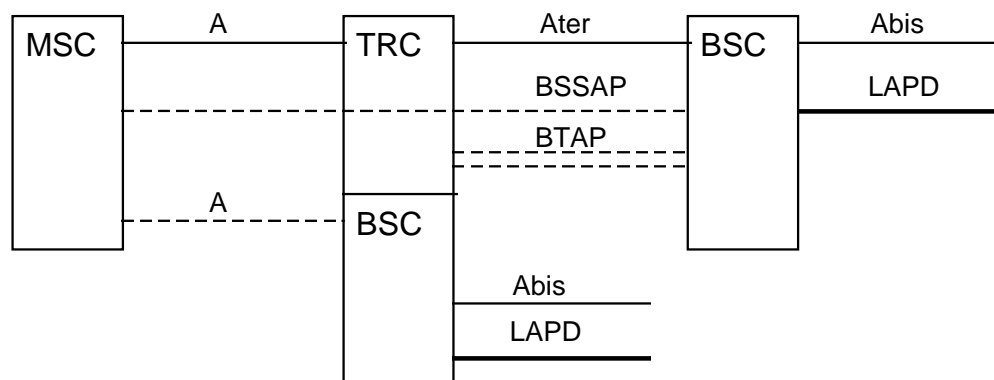 A
Ater
Abis
MSC
TRC
BSC
BSSAP
LAPD
BTAP
A
BSC
Abis
LAPD